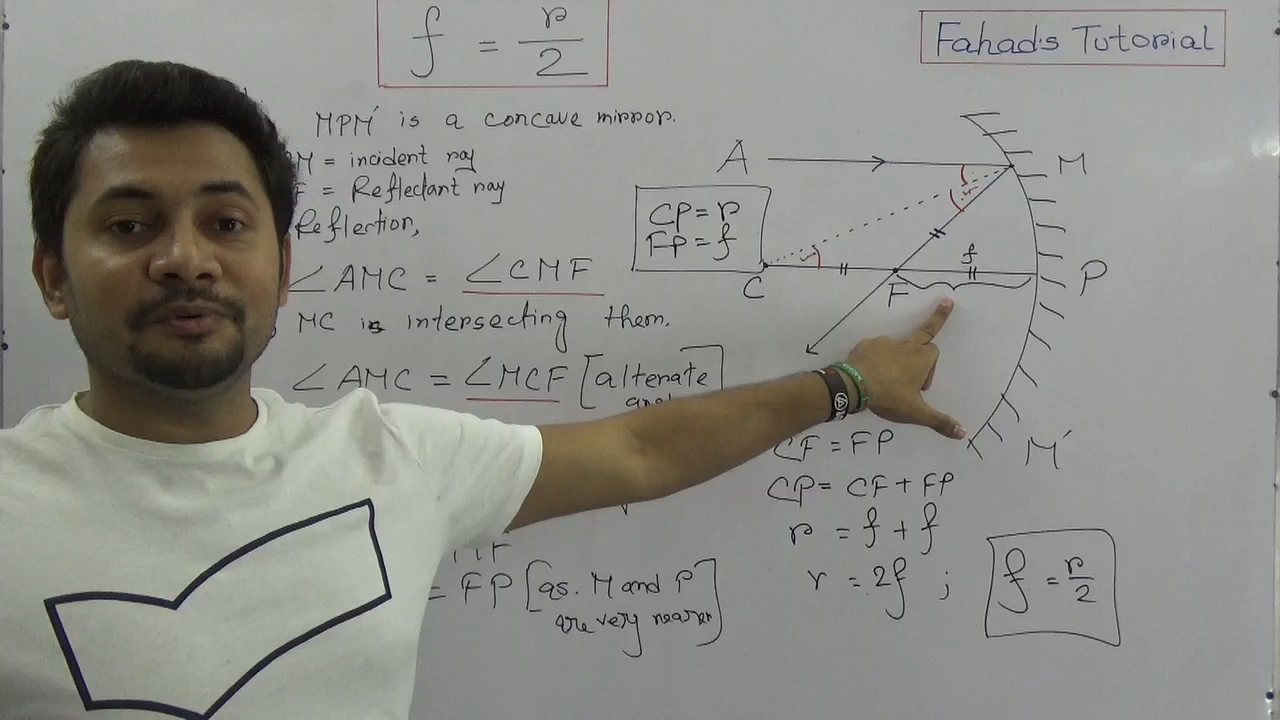 f = r/2
Fahad's Tutorial
MPM′ is a concave mirror.
M = incident ray
F = Reflectant ray
Reflection,
∠AMC = ∠CMF
MC is intersecting them.
∠AMC = ∠MCF [alternate
MF
= FP [as. M and P
are very nearer]
A
M
CP = r
FP = f
f
C
F
P
M′
CF = FP
CP = CF + FP
r = f + f
r = 2f ; f = r/2